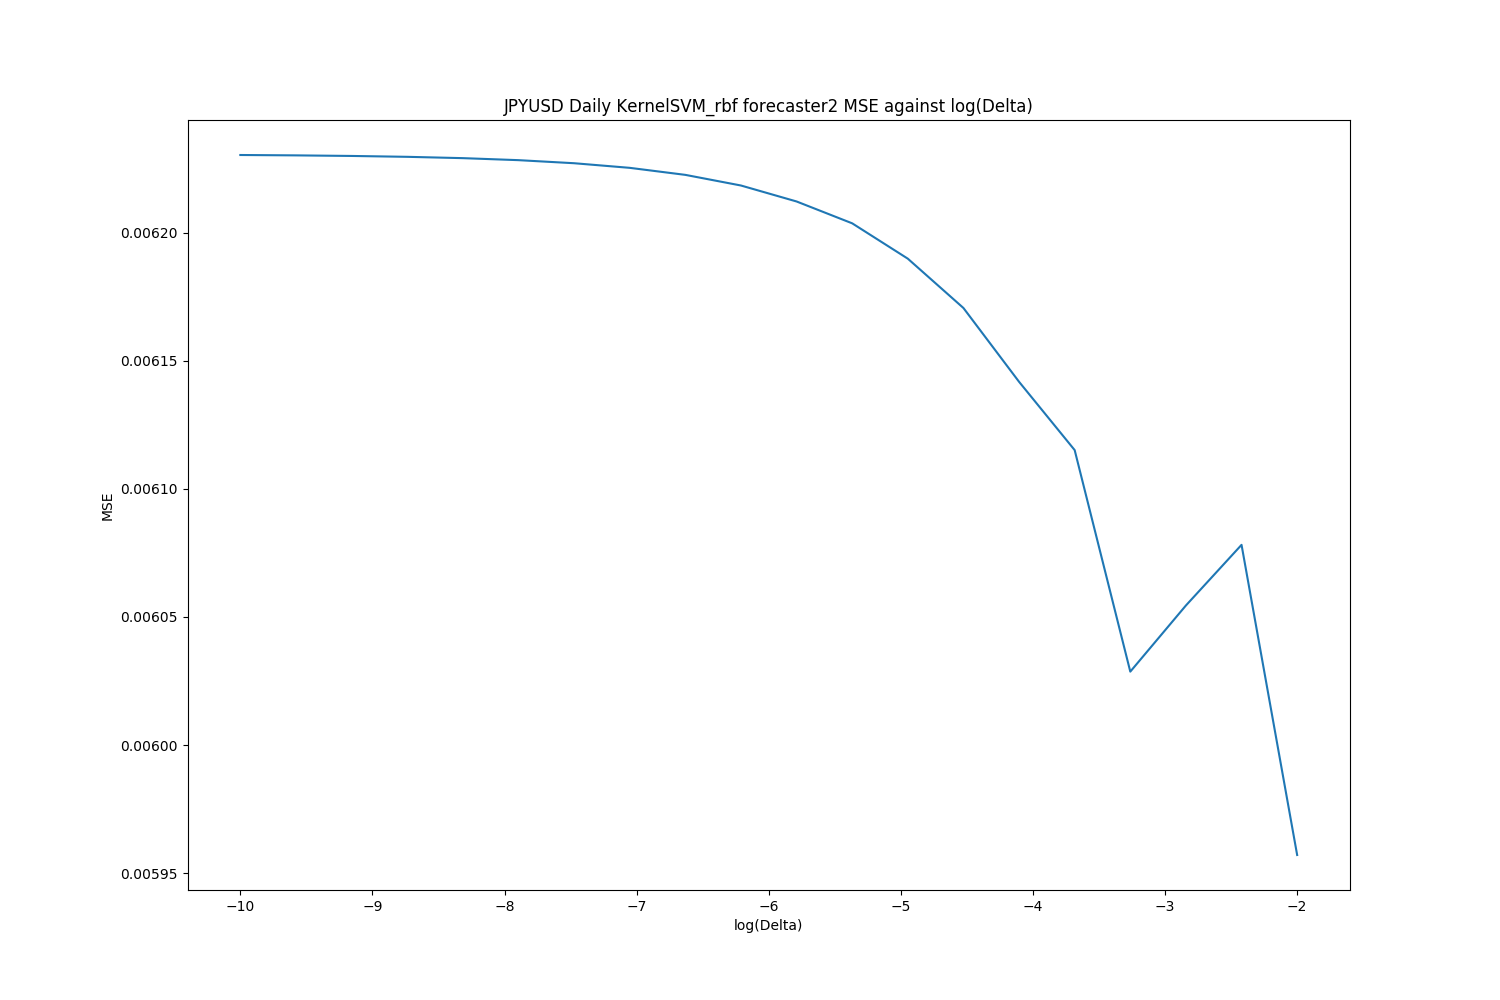 JPYUSD Daily KernelSVM_rbf forecaster2 MSE against log(Delta)
0.00620
0.00615
0.00610
0.00605
0.00600
0.00595
MSE
−10 −9 −8 −7 −6 −5 −4 −3 −2
log(Delta)